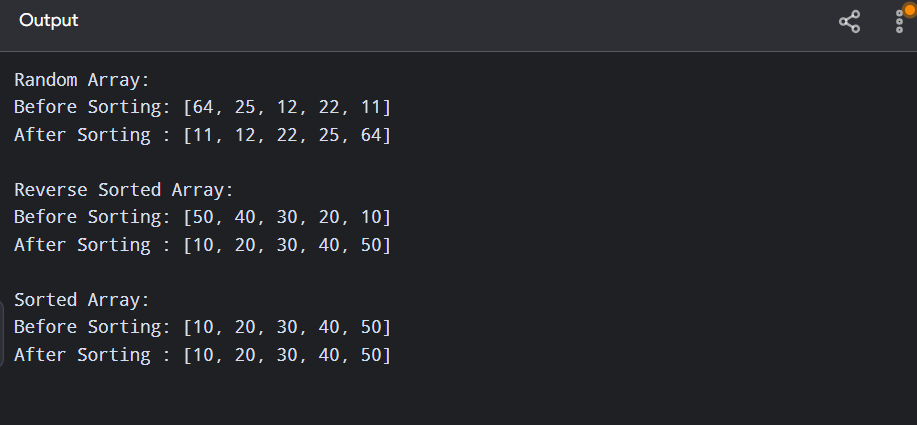 Output
Random Array:
Before Sorting: [64, 25, 12, 22, 11]
After Sorting : [11, 12, 22, 25, 64]
Reverse Sorted Array:
Before Sorting: [50, 40, 30, 20, 10]
After Sorting : [10, 20, 30, 40, 50]
Sorted Array:
Before Sorting: [10, 20, 30, 40, 50]
After Sorting : [10, 20, 30, 40, 50]